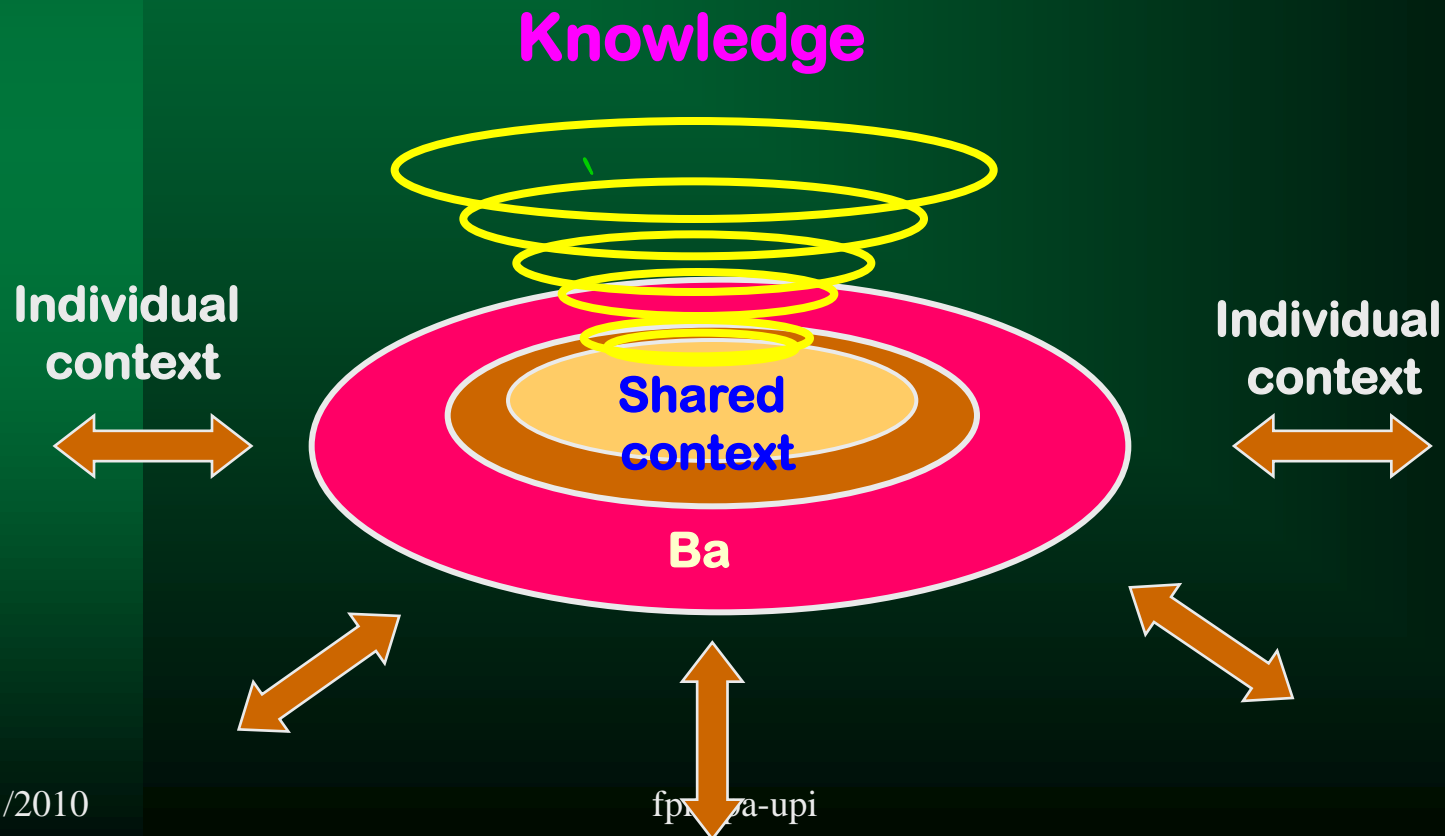 Knowledge
Individual
context
Individual
context
Shared
context
Ba
/2010